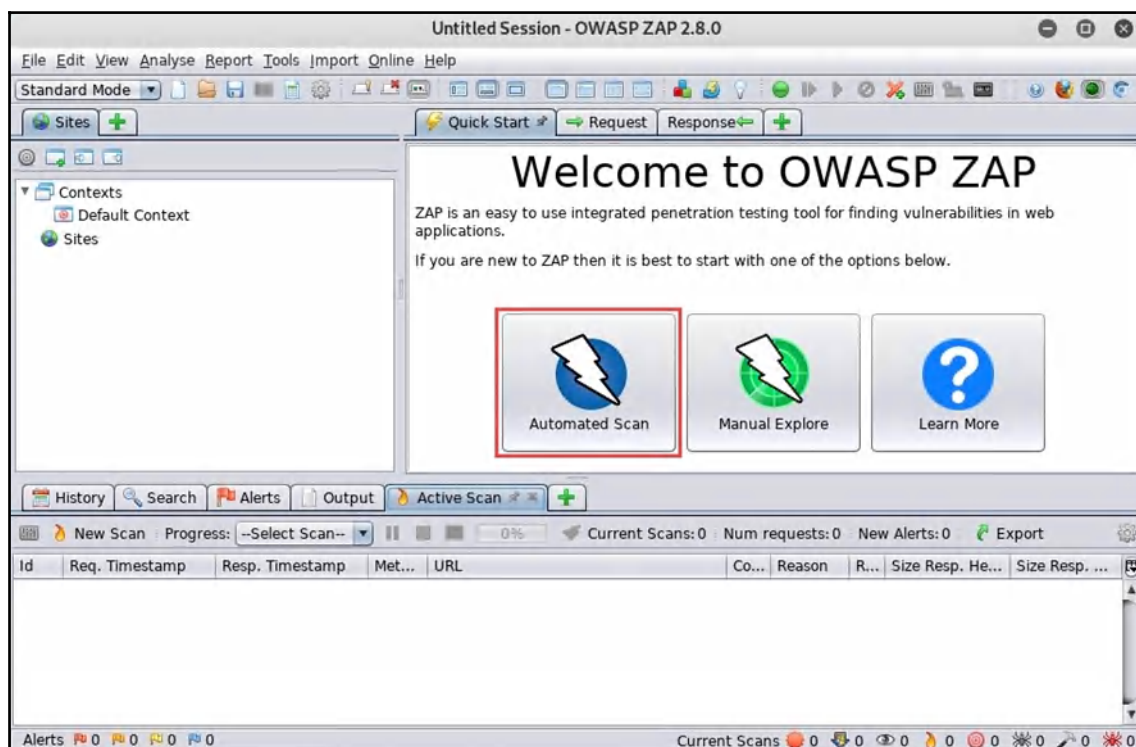 Untitled Session - OWASP ZAP 2.8.0
File Edit View Analyse Report Tools Import Online Help
Standard Mode
Sites
Quick Start
Request
Response
Contexts
Default Context
Sites
Welcome to OWASP ZAP
ZAP is an easy to use integrated penetration testing tool for finding vulnerabilities in web
applications.
If you are new to ZAP then it is best to start with one of the options below.
Automated Scan
Manual Explore
?
Learn More
History
Search
Alerts
Output
Active Scan
New Scan
Progress:
--Select Scan--
0%
Current Scans: 0
Num requests: 0
New Alerts: 0
Export
Id
Req. Timestamp
Resp. Timestamp
Met...
URL
Co...
Reason
R...
Size Resp. He...
Size Resp. ...
Alerts 0 0 0 0
Current Scans 0 0 0 0 0 0 0 0